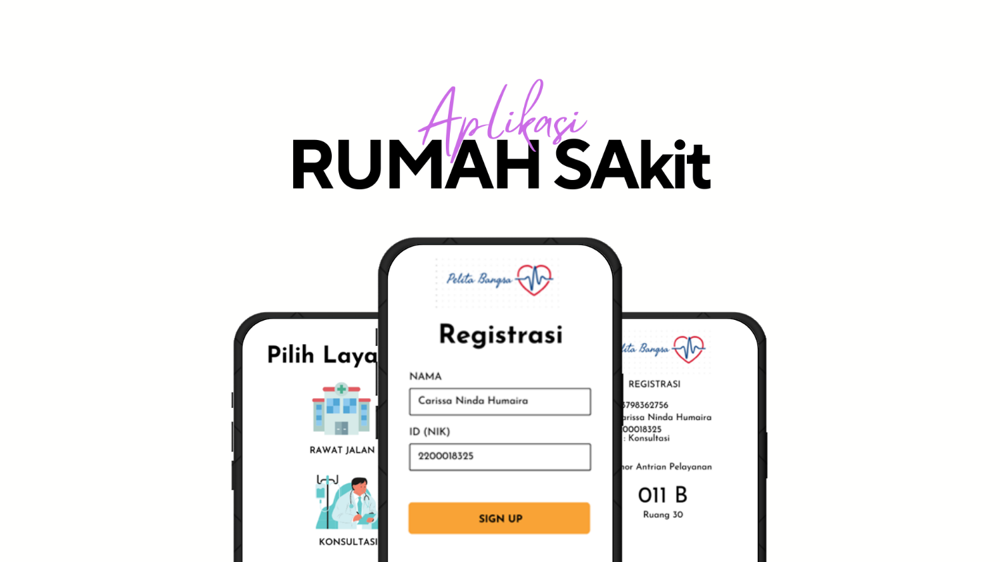 Aplikasi
RUMAH SAkit
Pilih Laya
RAWAT JALAN
KONSULTASI
Pelita Bangsa
Registrasi
NAMA
Carissa Ninda Humaira
ID (NIK)
2200018325
SIGN UP
lita Bangsa
REGISTRASI
3798362756
arissa Ninda Humaira
00018325
: Konsultasi
or Antrian Pelayanan
011 B
Ruang 30